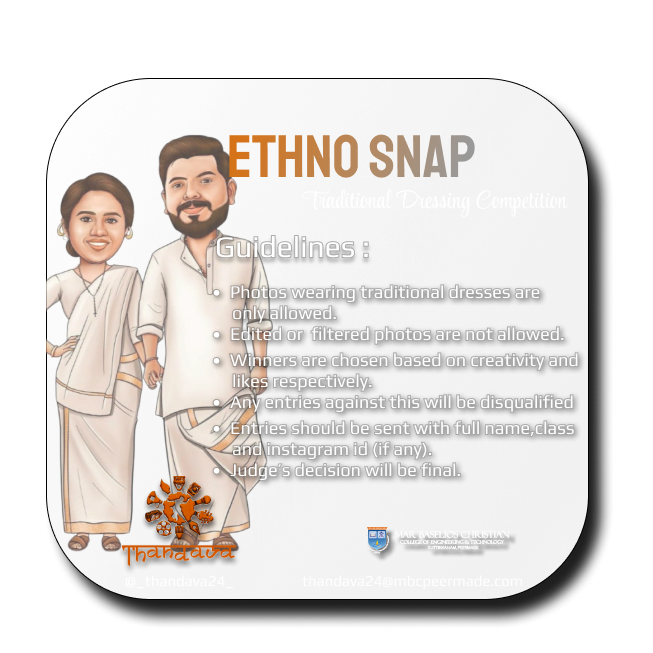 ETHNO SNAP
Traditional Dressing Competition
Guidelines :
• Photos wearing traditional dresses are
only allowed.
• Edited or filtered photos are not allowed.
• Winners are chosen based on creativity and
likes respectively.
• Any entries against this will be disqualified
• Entries should be sent with full name,class
and instagram id (if any).
• Judge's decision will be final.
Thandava
MAR BASELIOS CHRISTIAN
COLLEGE OF ENGINEERING & TECHNOLOGY
KUTTIKKANAM, PEERMADE
@_thandava24_
thandava24@mbcpeermade.com